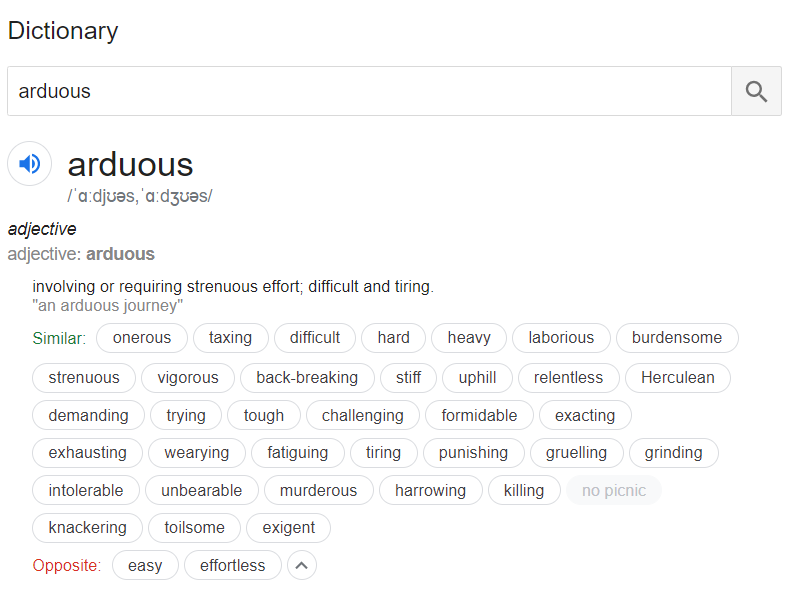 Dictionary
arduous
arduous
/ˈɑːdjʊəs,ˈɑːdʒʊəs/
adjective
adjective: arduous
involving or requiring strenuous effort; difficult and tiring.
"an arduous journey"
Similar: onerous taxing difficult hard heavy laborious burdensome
strenuous vigorous back-breaking stiff uphill relentless Herculean
demanding trying tough challenging formidable exacting
exhausting wearying fatiguing tiring punishing gruelling grinding
intolerable unbearable murderous harrowing killing no picnic
knackering toilsome exigent
Opposite: easy effortless